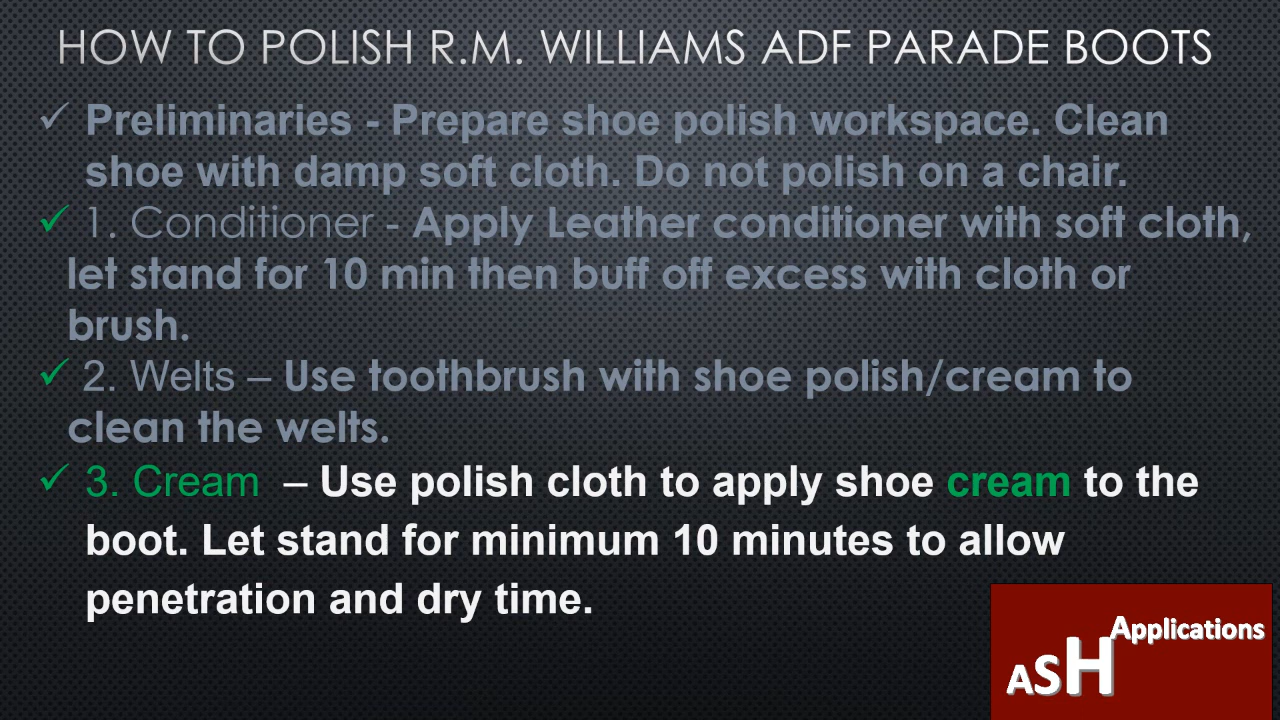 HOW TO POLISH R.M. WILLIAMS ADF PARADE BOOTS
✓ Preliminaries - Prepare shoe polish workspace. Clean
shoe with damp soft cloth. Do not polish on a chair.
✓ 1. Conditioner - Apply Leather conditioner with soft cloth,
let stand for 10 min then buff off excess with cloth or
brush.
✓ 2. Welts – Use toothbrush with shoe polish/cream to
clean the welts.
✓ 3. Cream – Use polish cloth to apply shoe cream to the
boot. Let stand for minimum 10 minutes to allow
penetration and dry time.
Applications
ASH